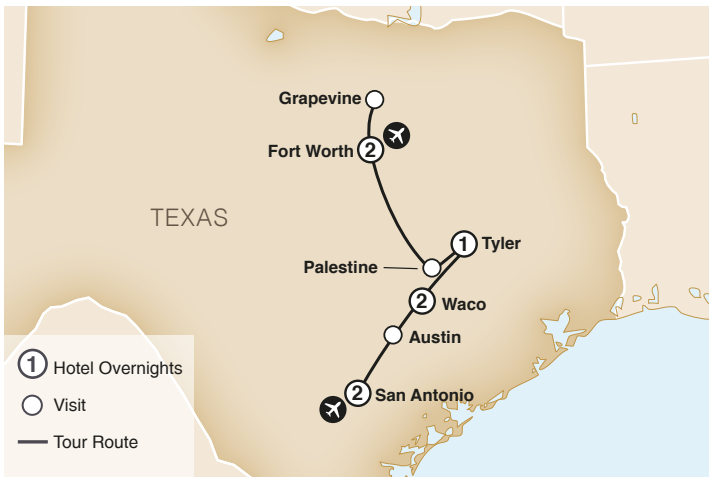 Grapevine
Fort Worth 2
TEXAS
1 Tyler
Palestine
2 Waco
Austin
2 San Antonio
1 Hotel Overnights
Visit
Tour Route